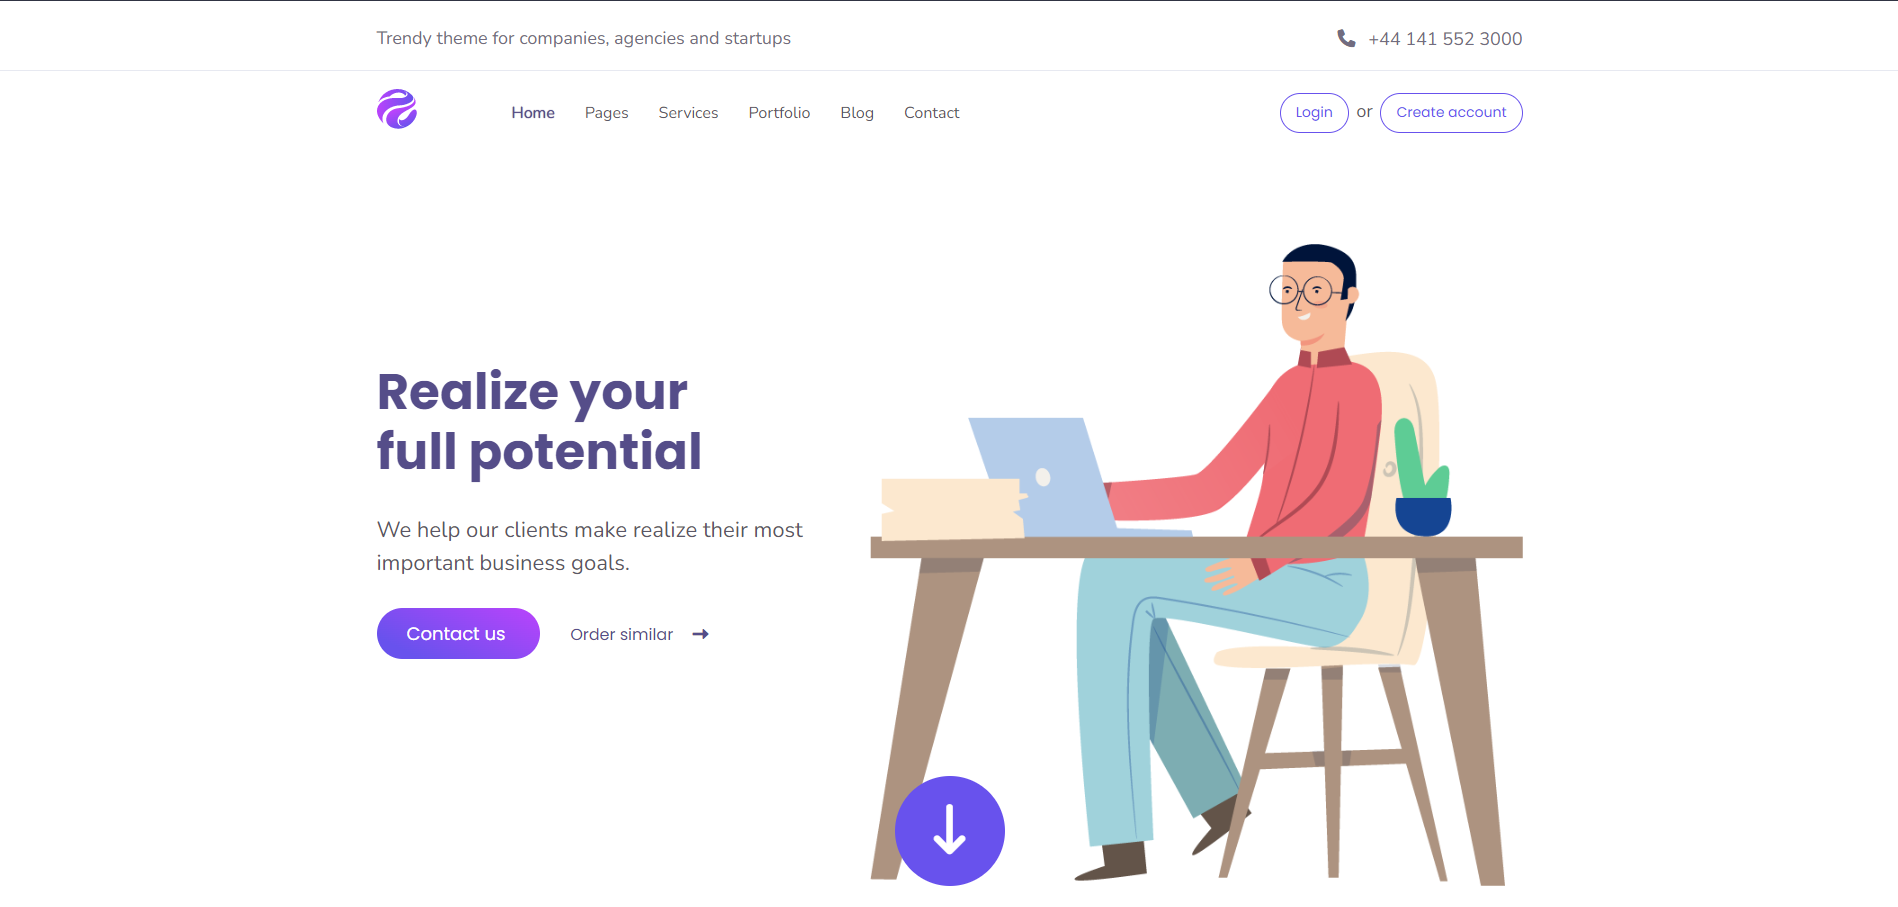 Trendy theme for companies, agencies and startups
+44 141 552 3000
Home Pages Services Portfolio Blog Contact
Login or Create account
Realize your
full potential
We help our clients make realize their most
important business goals.
Contact us
Order similar